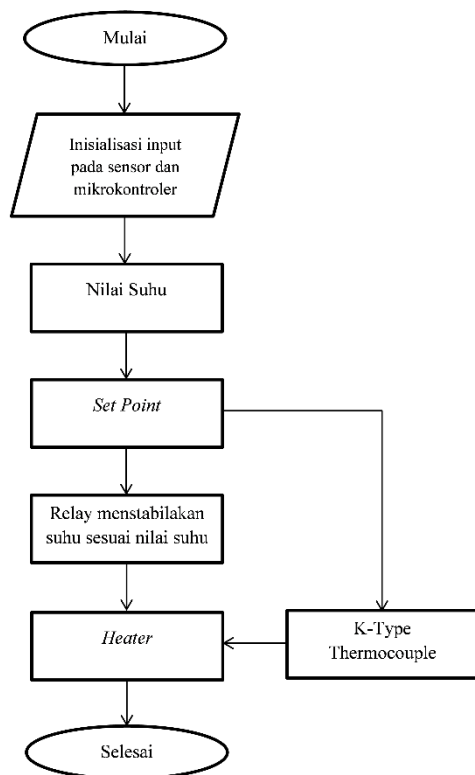 Mulai
Inisialisasi input
pada sensor dan
mikrokontroler
Nilai Suhu
Set Point
Relay menstabilakan
suhu sesuai nilai suhu
Heater
K-Type
Thermocouple
Selesai